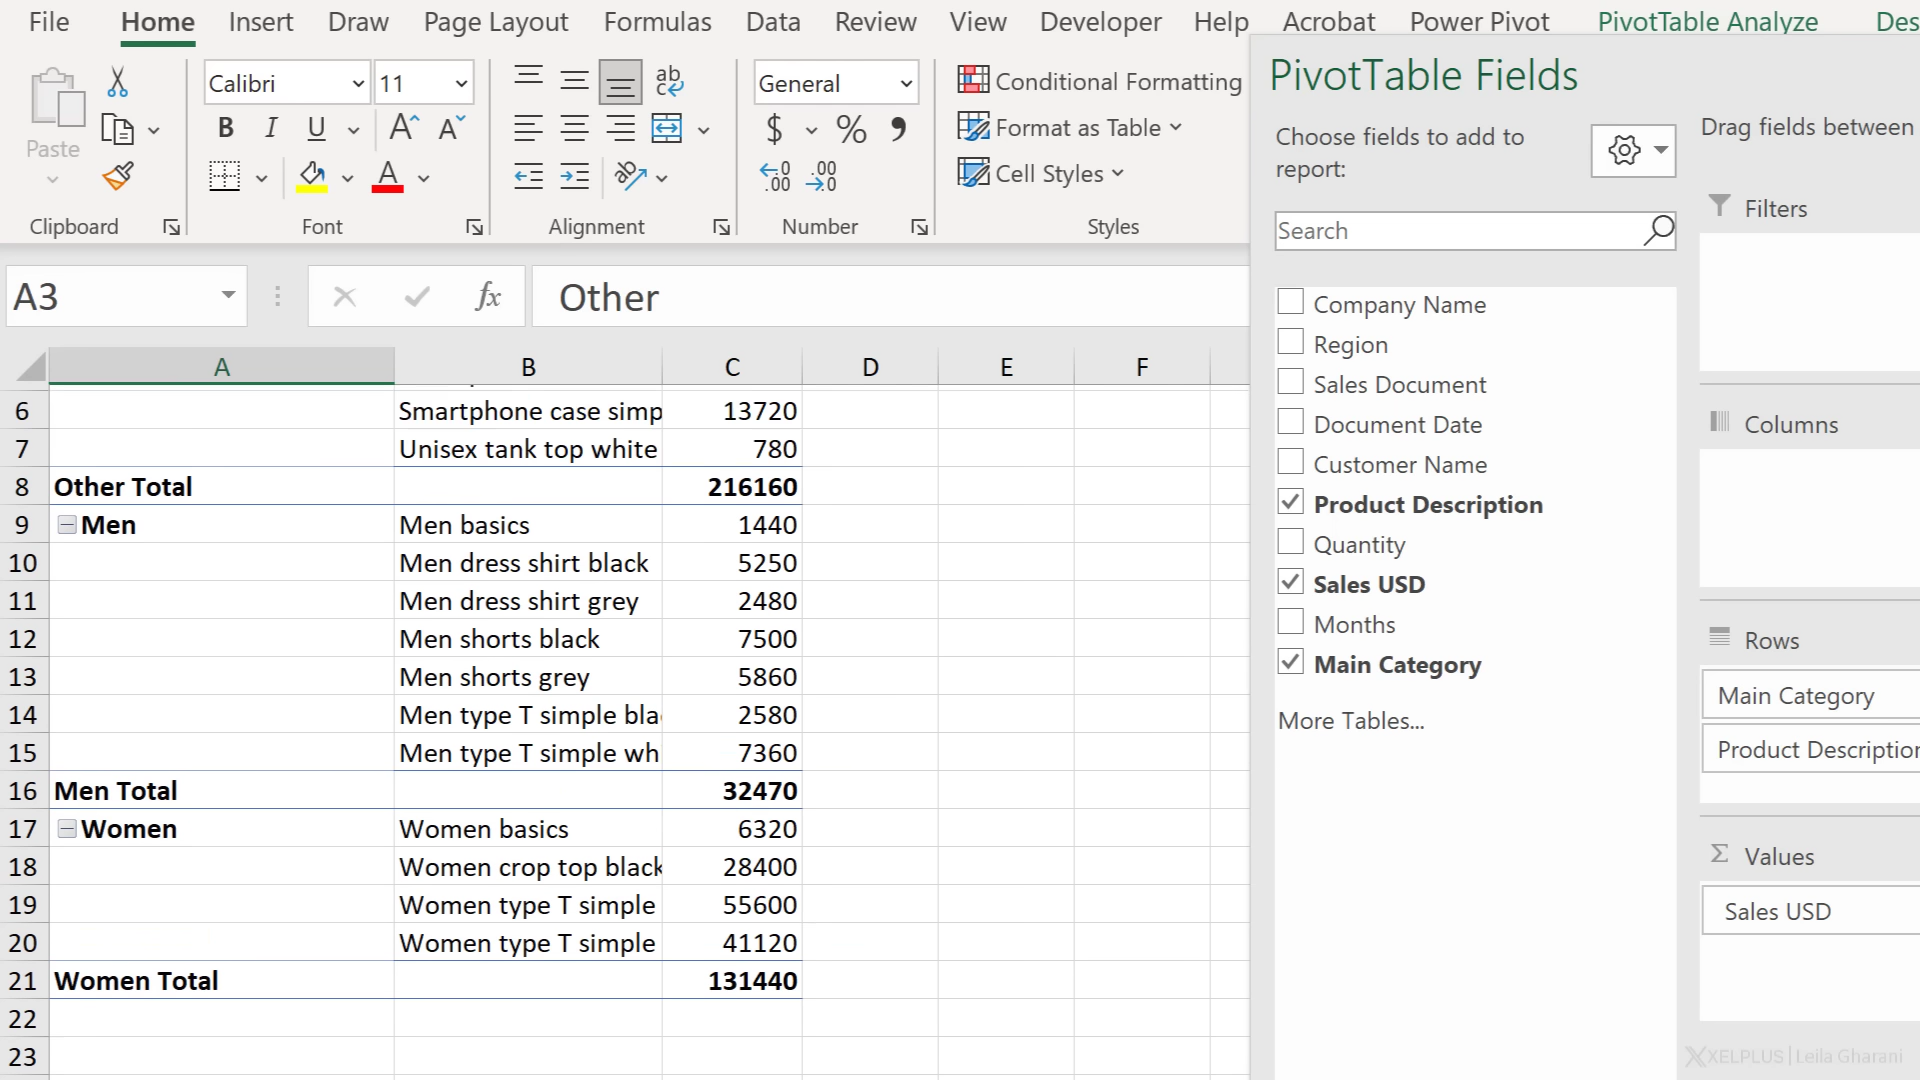 File Home Insert Draw Page Layout Formulas Data Review View Developer Help Acrobat Power Pivot PivotTable Analyze Des
Paste
Clipboard
Calibri 11
B I U A A
A
Font
ab
c
Alignment
General
$ % 9
.0 .00
.00 .0
Number
Conditional Formatting
Format as Table
Cell Styles
Styles
A3 fx Other
A B C D E F
6 Smartphone case simp 13720
7 Unisex tank top white 780
8 Other Total 216160
9 Men Men basics 1440
10 Men dress shirt black 5250
11 Men dress shirt grey 2480
12 Men shorts black 7500
13 Men shorts grey 5860
14 Men type T simple bla 2580
15 Men type T simple wh 7360
16 Men Total 32470
17 Women Women basics 6320
18 Women crop top black 28400
19 Women type T simple 55600
20 Women type T simple 41120
21 Women Total 131440
22
23
PivotTable Fields
Choose fields to add to
report:
Search
Company Name
Region
Sales Document
Document Date
Customer Name
Product Description
Quantity
Sales USD
Months
Main Category
More Tables...
Drag fields between
Filters
Columns
Rows
Main Category
Product Description
Σ Values
Sales USD
XELPLUS | Leila Gharani